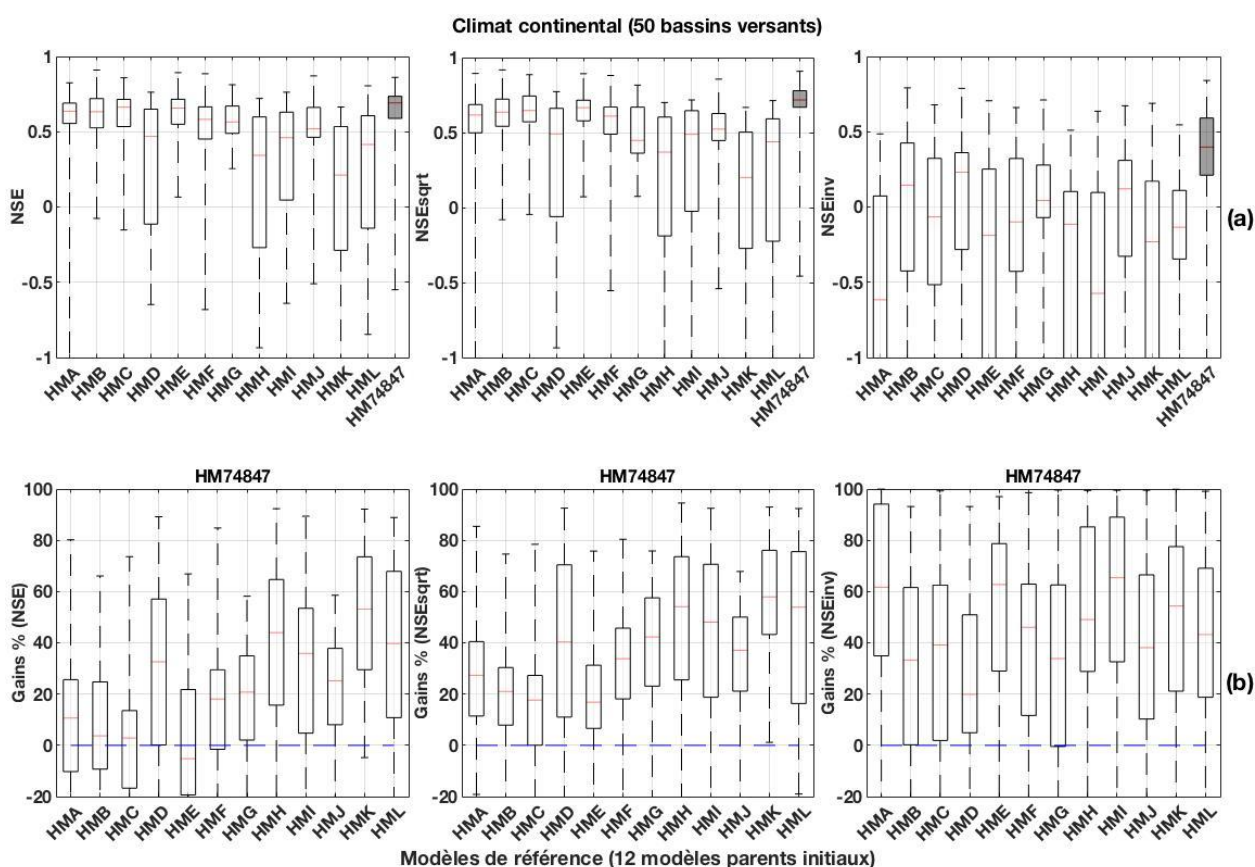 Climat continental (50 bassins versants)
NSE
1
0.5
0
-0.5
-1
HMA HMB HMC HMD HME HMF HMG HMH HMI HMJ HMK HML HM74847
NSEsqrt
1
0.5
0
-0.5
-1
HMA HMB HMC HMD HME HMF HMG HMH HMI HMJ HMK HML HM74847
NSEinv
1
0.5
0
-0.5
-1
HMA HMB HMC HMD HME HMF HMG HMH HMI HMJ HMK HML HM74847
(a)
HM74847
Gains % (NSE)
100
80
60
40
20
0
-20
HMA HMB HMC HMD HME HMF HMG HMH HMI HMJ HMK HML
HM74847
Gains % (NSEsqrt)
100
80
60
40
20
0
-20
HMA HMB HMC HMD HME HMF HMG HMH HMI HMJ HMK HML
HM74847
Gains % (NSEinv)
100
80
60
40
20
0
-20
HMA HMB HMC HMD HME HMF HMG HMH HMI HMJ HMK HML
(b)
Modèles de référence (12 modèles parents initiaux)